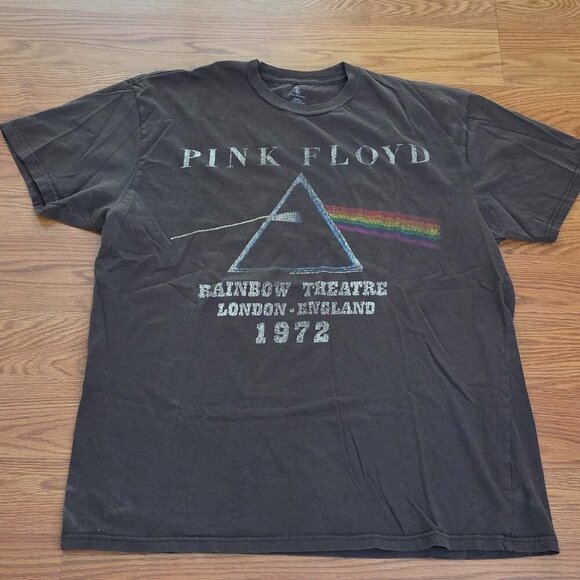 PINK FLOYD
RAINBOW THEATRE
LONDON · ENGLAND
1972